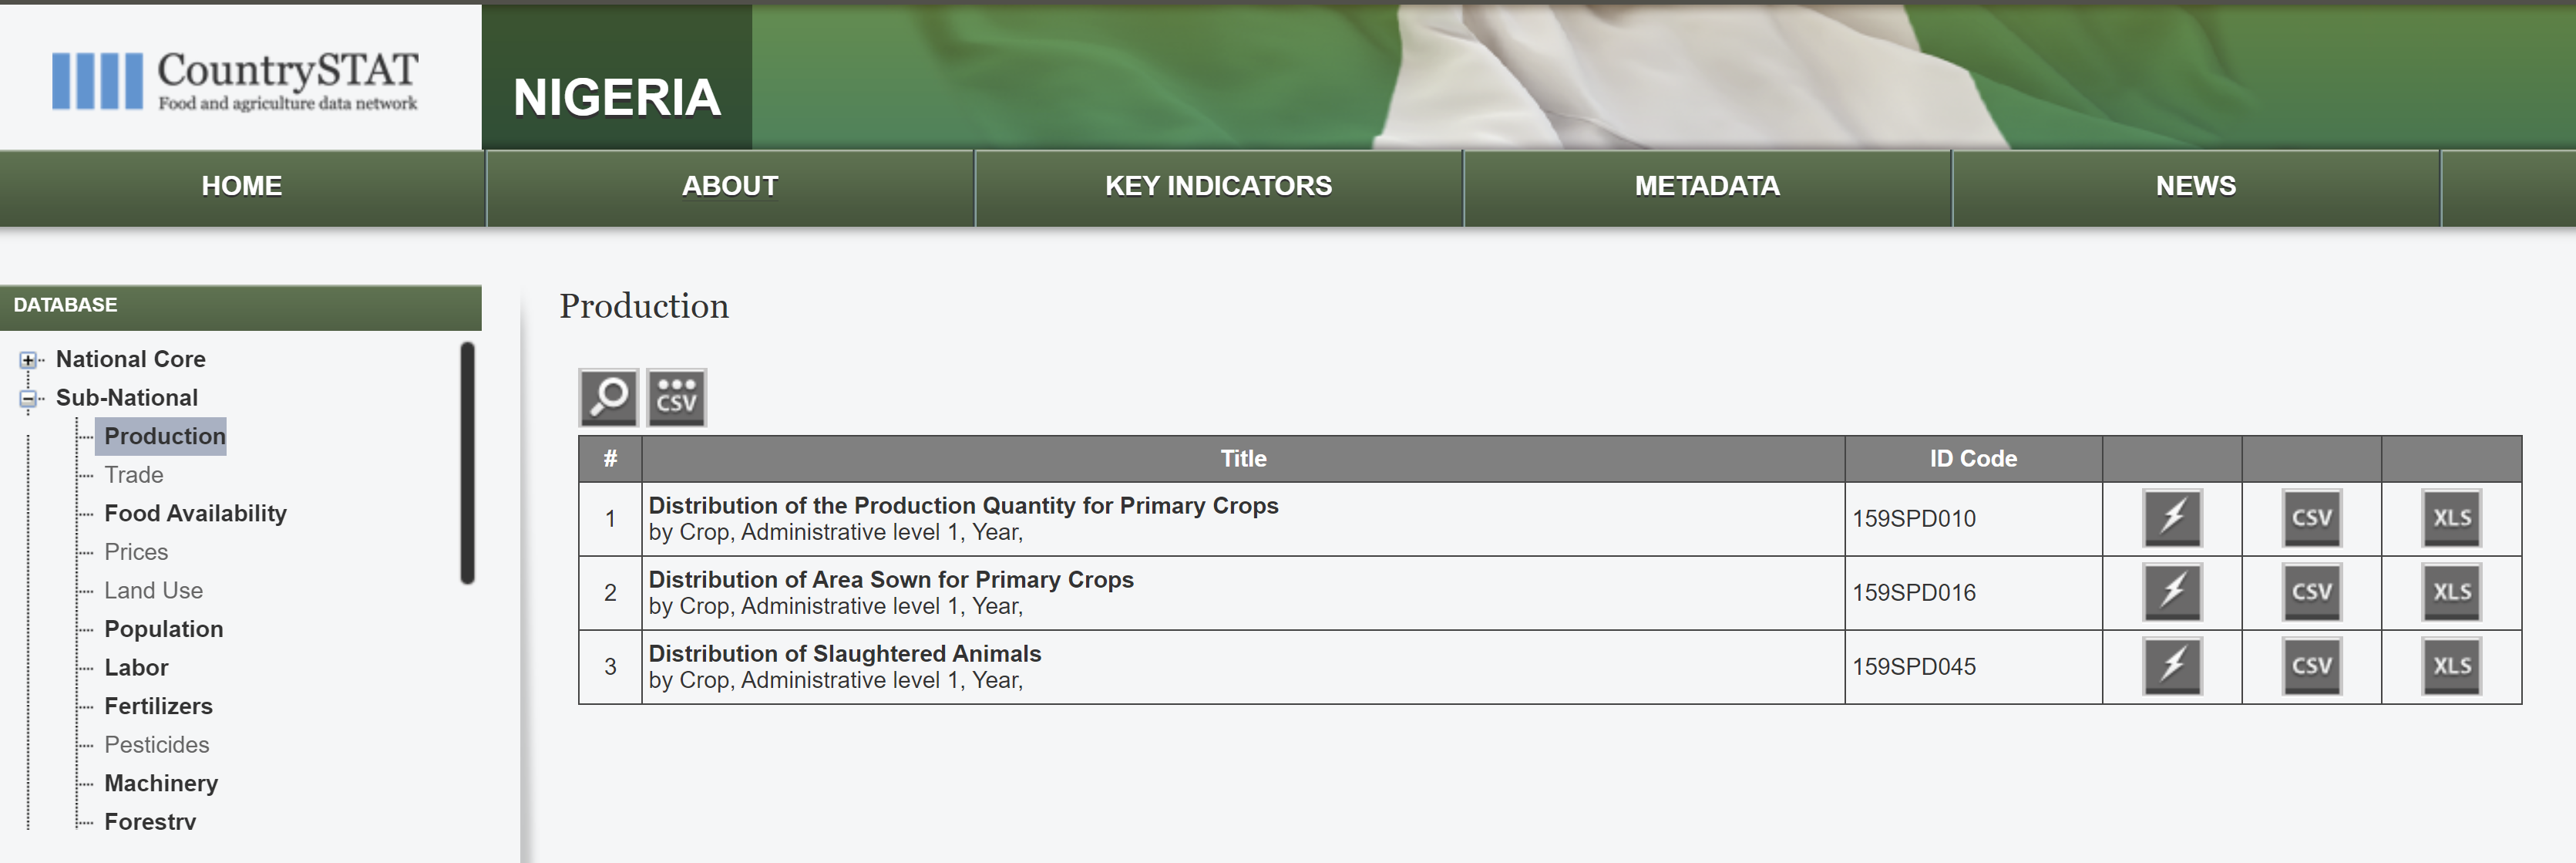 CountrySTAT
Food and agriculture data network
NIGERIA
HOME
ABOUT
KEY INDICATORS
METADATA
NEWS
DATABASE
National Core
Sub-National
Production
Trade
Food Availability
Prices
Land Use
Population
Labor
Fertilizers
Pesticides
Machinery
Forestry
Production
CSV
# Title ID Code
1 Distribution of the Production Quantity for Primary Crops 159SPD010 CSV XLS
by Crop, Administrative level 1, Year,
2 Distribution of Area Sown for Primary Crops 159SPD016 CSV XLS
by Crop, Administrative level 1, Year,
3 Distribution of Slaughtered Animals 159SPD045 CSV XLS
by Crop, Administrative level 1, Year,